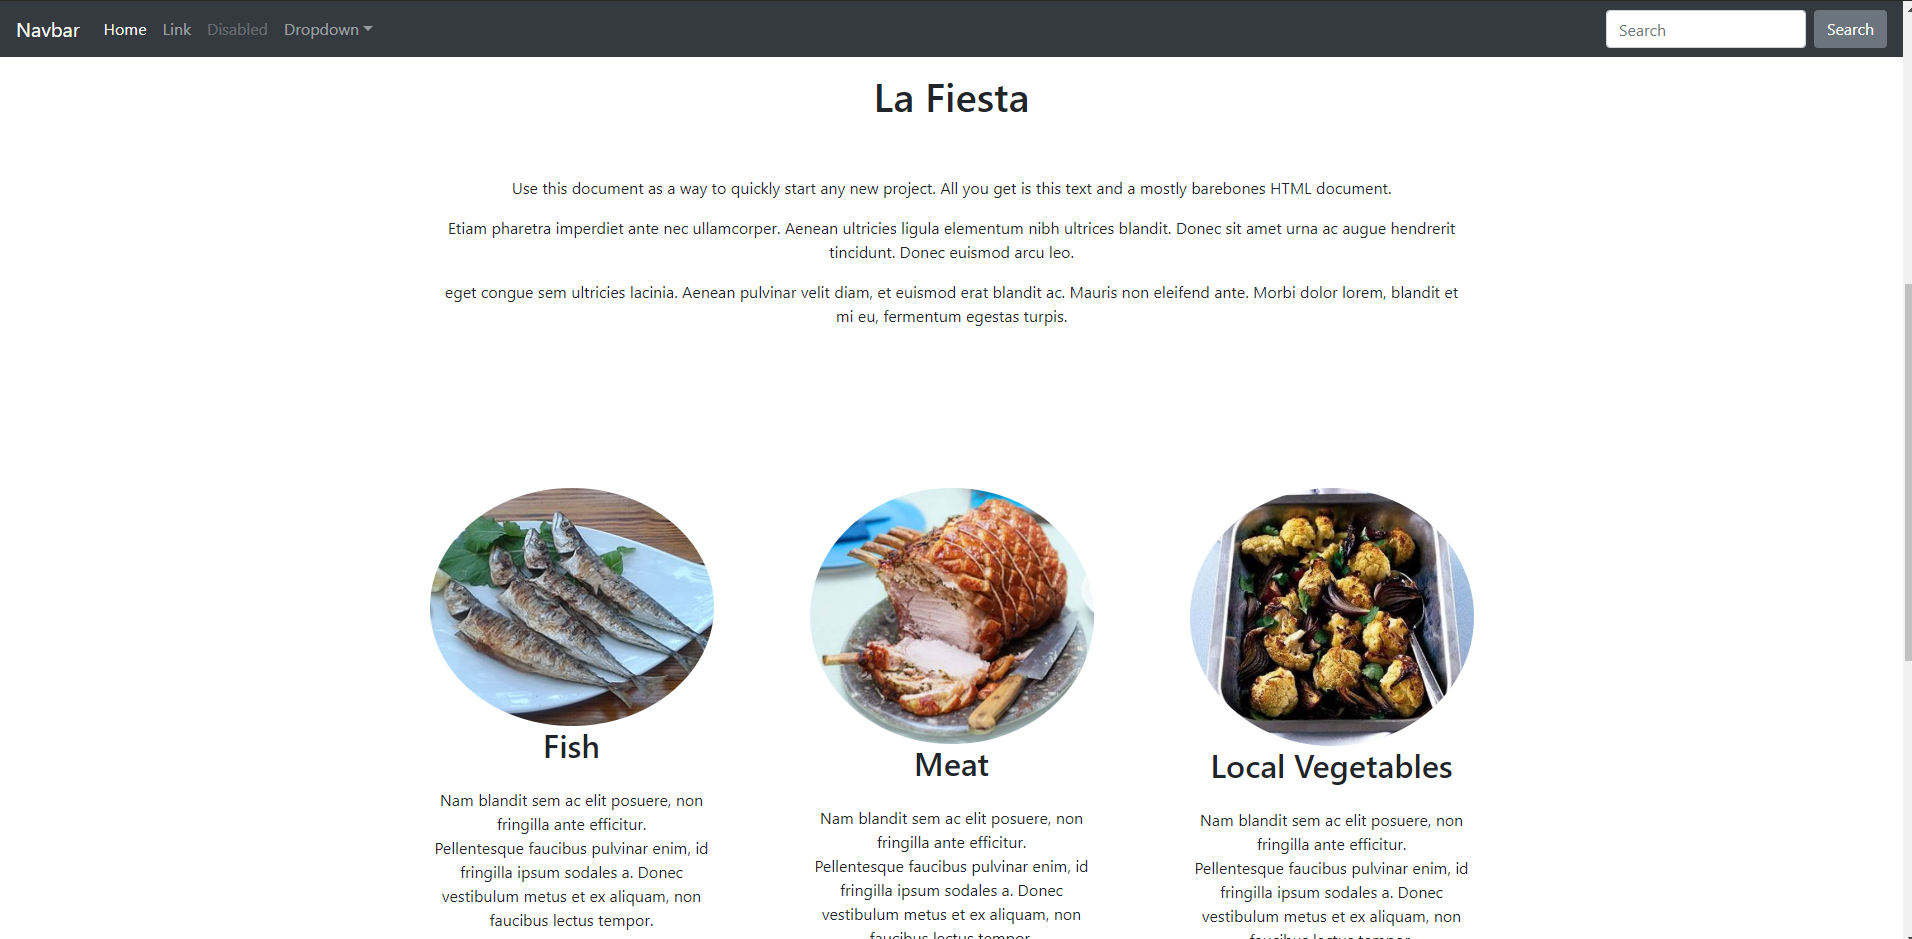 Navbar Home Link Disabled Dropdown Search Search
La Fiesta
Use this document as a way to quickly start any new project. All you get is this text and a mostly barebones HTML document.
Etiam pharetra imperdiet ante nec ullamcorper. Aenean ultricies ligula elementum nibh ultrices blandit. Donec sit amet urna ac augue hendrerit
tincidunt. Donec euismod arcu leo.
eget congue sem ultricies lacinia. Aenean pulvinar velit diam, et euismod erat blandit ac. Mauris non eleifend ante. Morbi dolor lorem, blandit et
mi eu, fermentum egestas turpis.
Fish
Nam blandit sem ac elit posuere, non
fringilla ante efficitur.
Pellentesque faucibus pulvinar enim, id
fringilla ipsum sodales a. Donec
vestibulum metus et ex aliquam, non
faucibus lectus tempor.
Meat
Nam blandit sem ac elit posuere, non
fringilla ante efficitur.
Pellentesque faucibus pulvinar enim, id
fringilla ipsum sodales a. Donec
vestibulum metus et ex aliquam, non
faucibus lectus tempor.
Local Vegetables
Nam blandit sem ac elit posuere, non
fringilla ante efficitur.
Pellentesque faucibus pulvinar enim, id
fringilla ipsum sodales a. Donec
vestibulum metus et ex aliquam, non